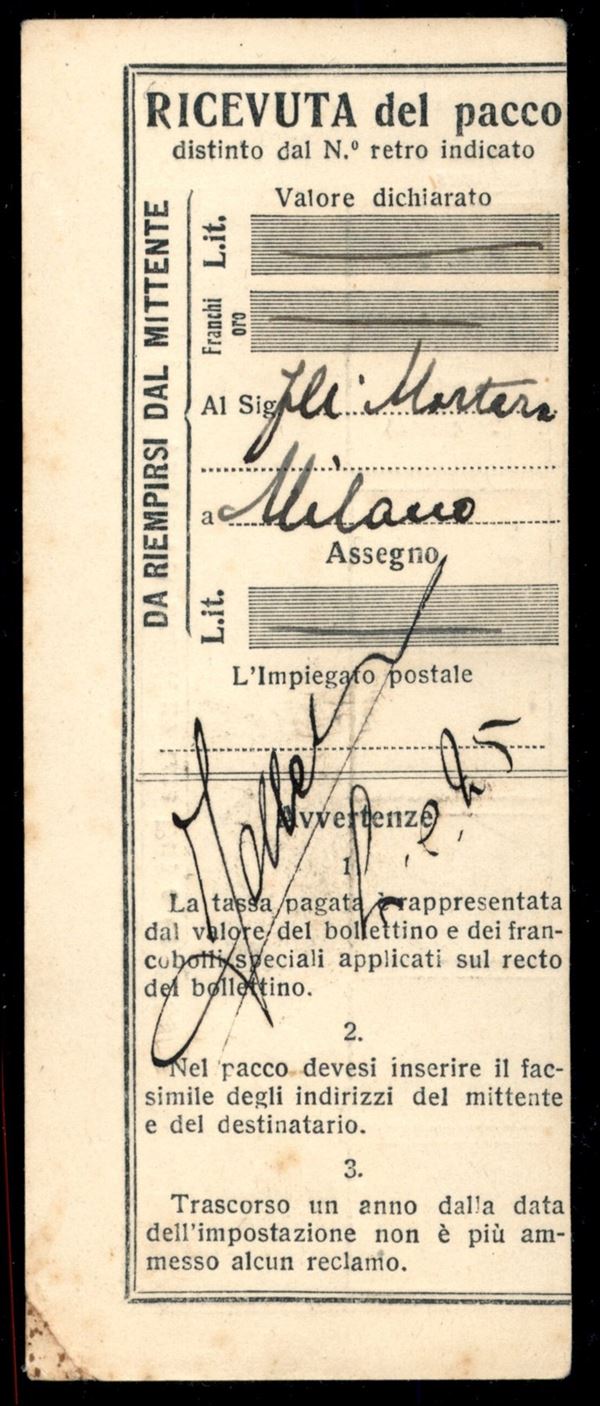 RICEVUTA del pacco
distinto dal N.º retro indicato
DA RIEMPIRSI DAL MITTENTE
Valore dichiarato
L.it.
Franchi
oro
Al Sig. Flli Mortara
a Milano
Assegno
L.it.
L'Impiegato postale
Avvertenze
1.
La tassa pagata è rappresentata
dal valore del bollettino e dei fran-
cobolli speciali applicati sul recto
del bollettino.
2.
Nel pacco devesi inserire il fac-
simile degli indirizzi del mittente
e del destinatario.
3.
Trascorso un anno dalla data
dell'impostazione non è più am-
messo alcun reclamo.